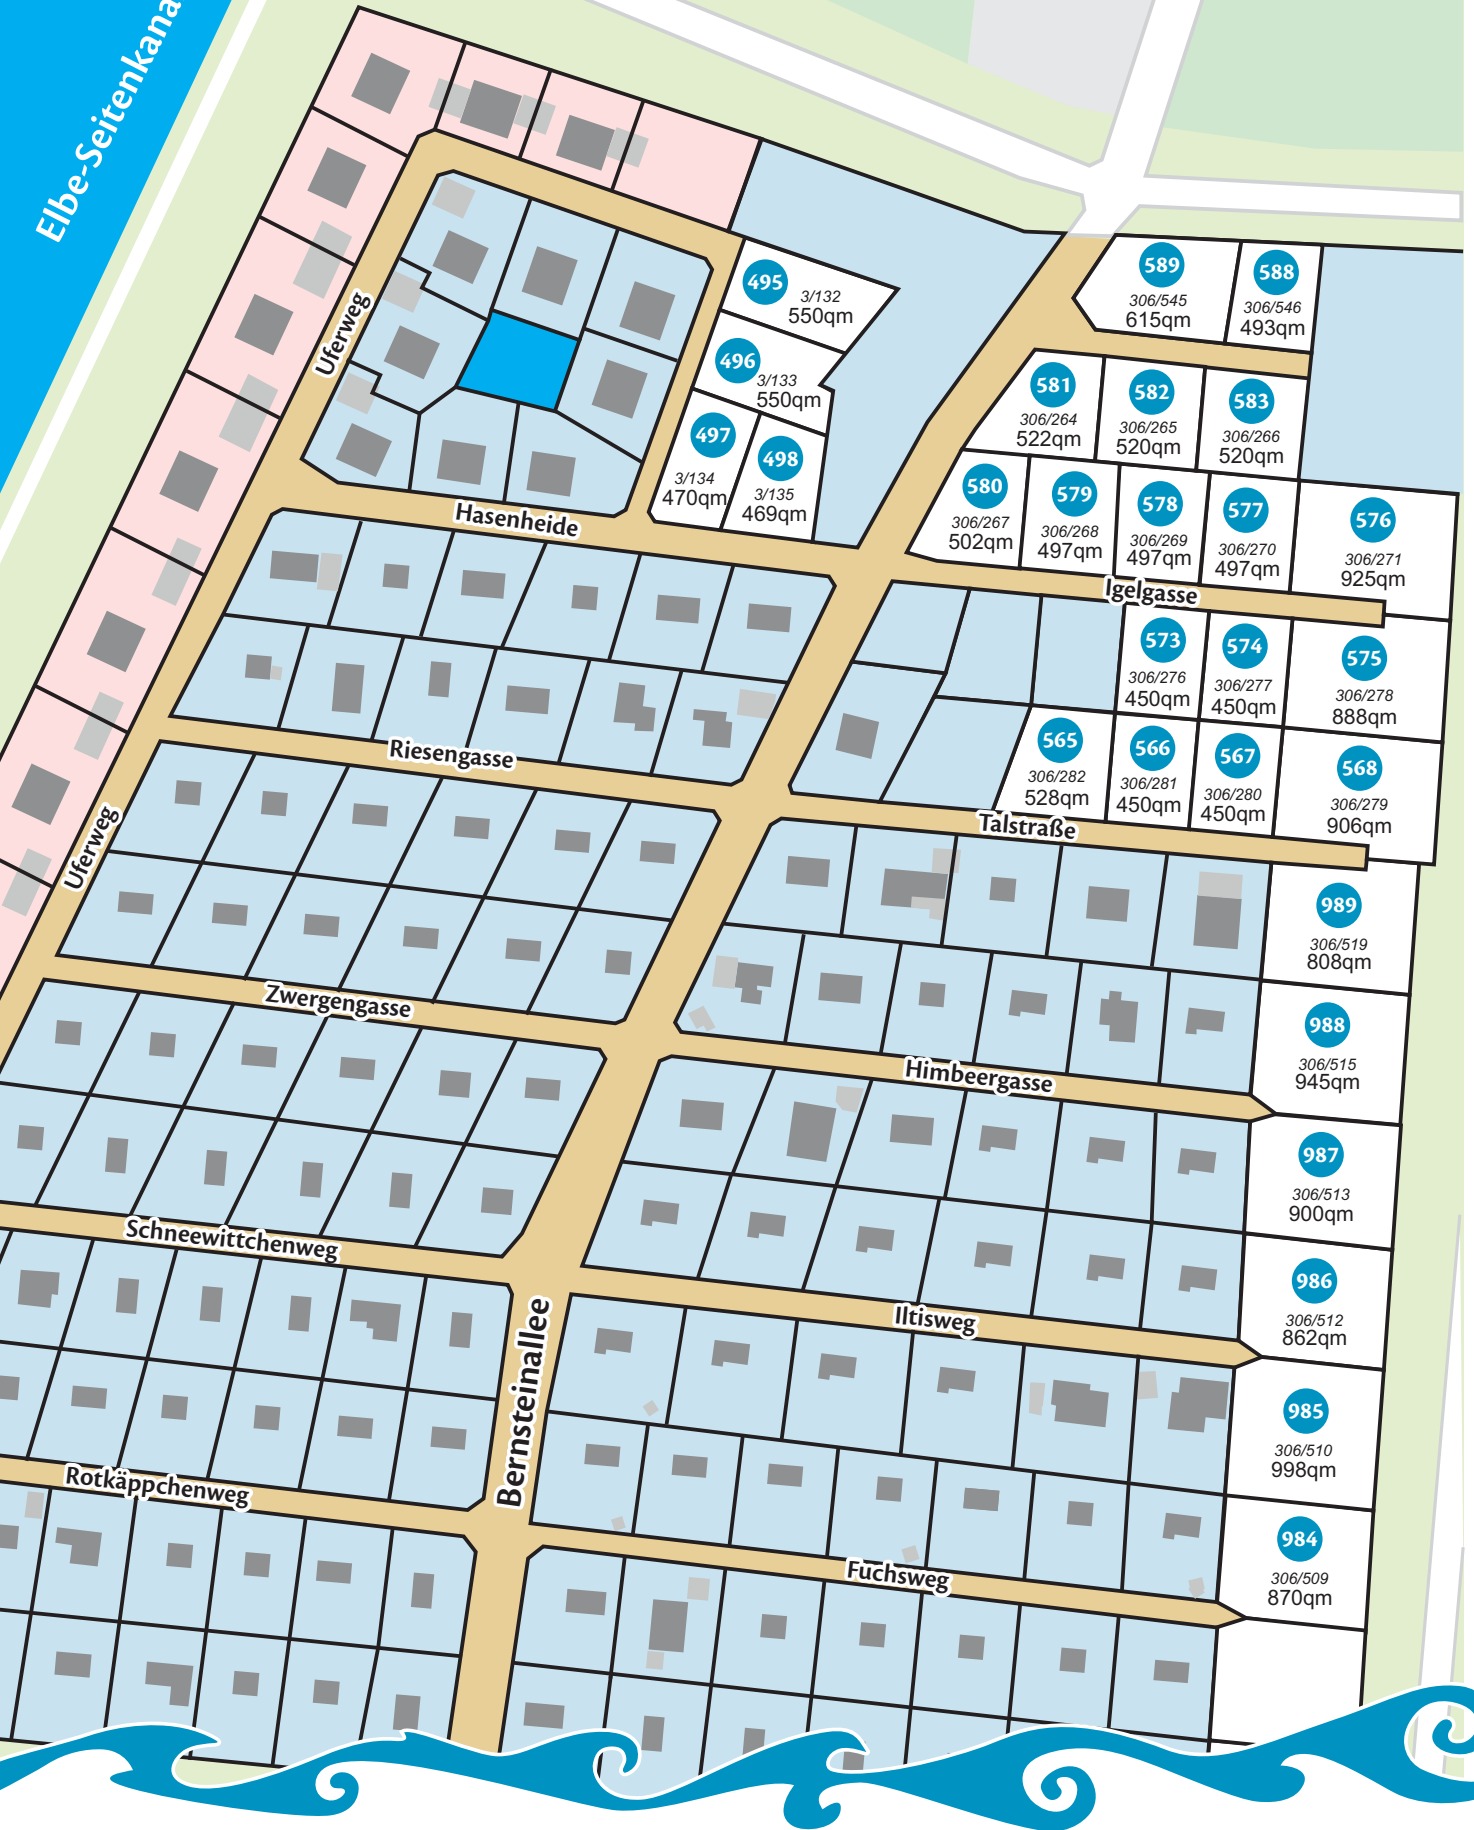 Elbe-Seitenkana
495
3/132
550qm
496
3/133
550qm
497
3/134
470qm
498
3/135
469qm
589
306/545
615qm
588
306/546
493qm
581
306/264
522qm
582
306/265
520qm
583
306/266
520qm
580
306/267
502qm
579
306/268
497qm
578
306/269
497qm
577
306/270
497qm
576
306/271
925qm
Uferweg
Hasenheide
Igelgasse
573
306/276
450qm
574
306/277
450qm
575
306/278
888qm
565
306/282
528qm
566
306/281
450qm
567
306/280
450qm
568
306/279
906qm
Riesengasse
Talstraße
Uferweg
989
306/519
808qm
988
306/515
945qm
Zwergengasse
Himbeergasse
987
306/513
900qm
986
306/512
862qm
Schneewittchenweg
Iltisweg
Bernsteinallee
985
306/510
998qm
984
306/509
870qm
Rotkäppchenweg
Fuchsweg